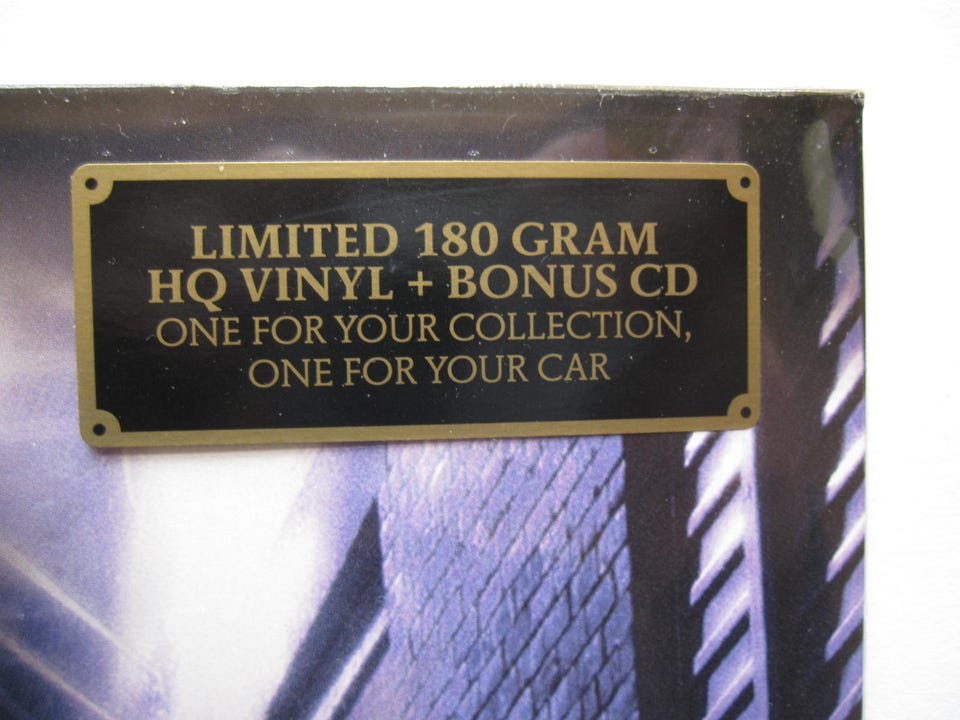 LIMITED 180 GRAM
HQ VINYL + BONUS CD
ONE FOR YOUR COLLECTION,
ONE FOR YOUR CAR